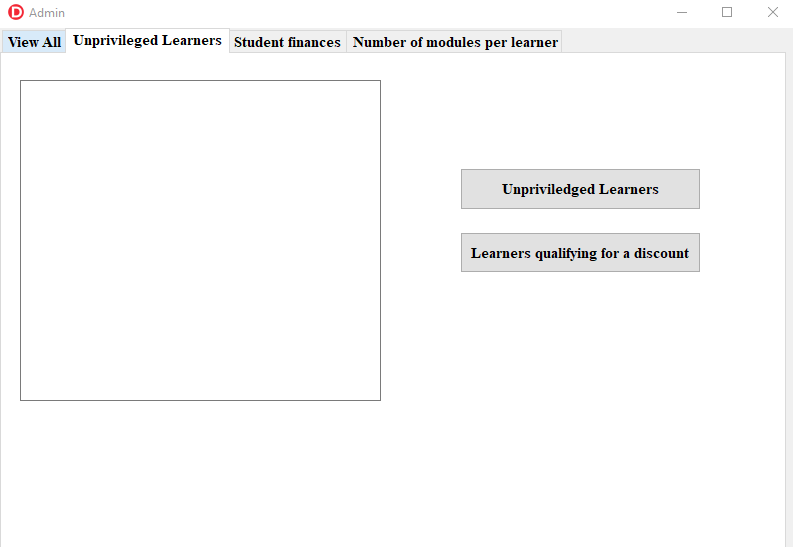 D Admin
View All Unprivileged Learners Student finances Number of modules per learner
Unpriviledged Learners
Learners qualifying for a discount